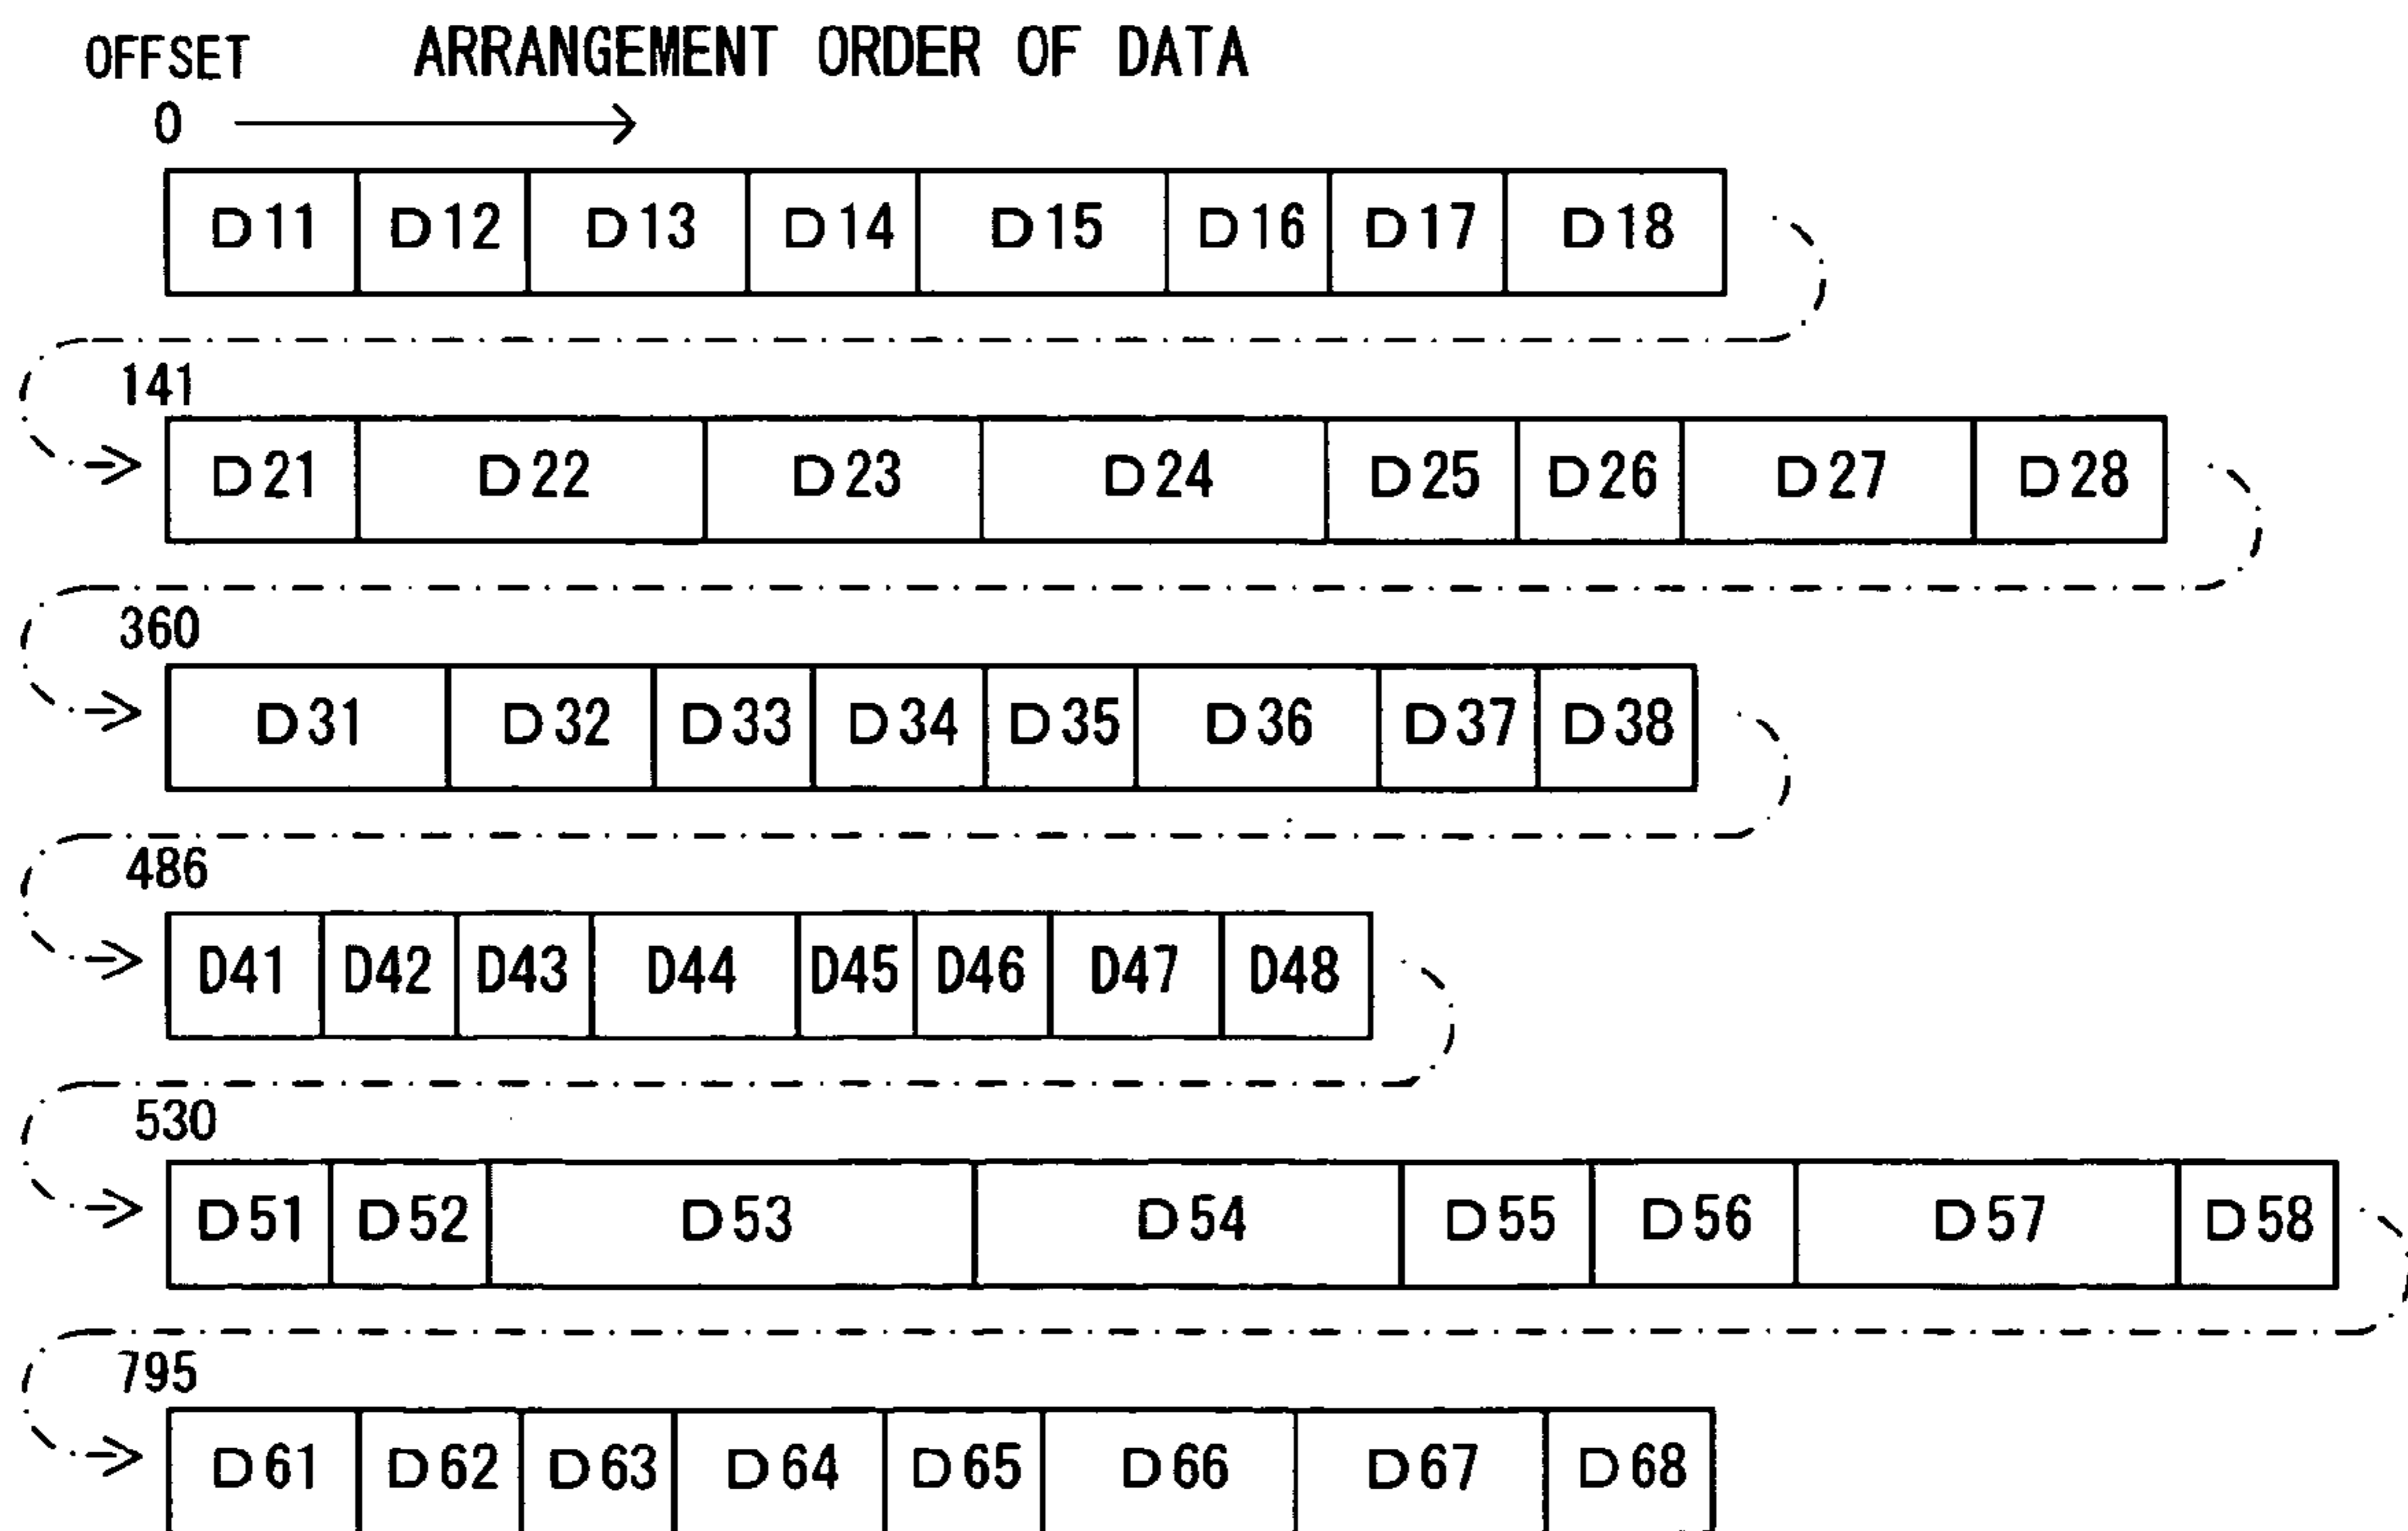 OFFSET ARRANGEMENT ORDER OF DATA
0
D11 D12 D13 D14 D15 D16 D17 D18
141
D21 D22 D23 D24 D25 D26 D27 D28
360
D31 D32 D33 D34 D35 D36 D37 D38
486
D41 D42 D43 D44 D45 D46 D47 D48
530
D51 D52 D53 D54 D55 D56 D57 D58
795
D61 D62 D63 D64 D65 D66 D67 D68